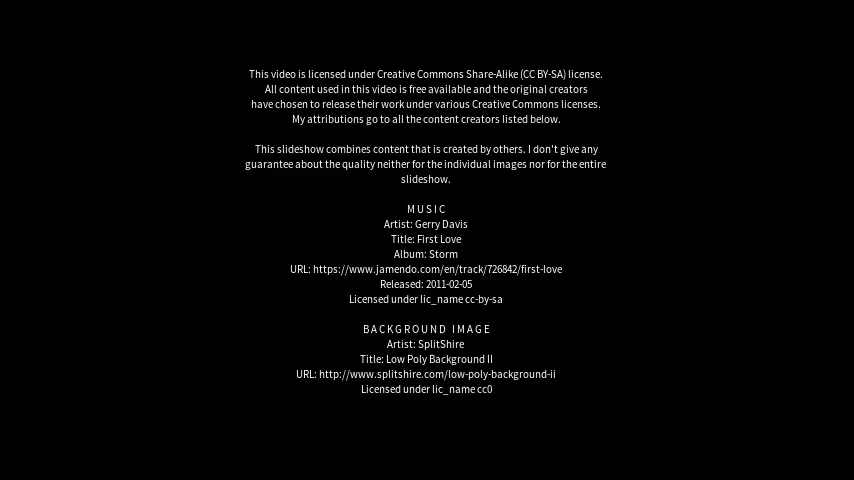 This video is licensed under Creative Commons Share-Alike (CC BY-SA) license.
All content used in this video is free available and the original creators
have chosen to release their work under various Creative Commons licenses.
My attributions go to all the content creators listed below.
This slideshow combines content that is created by others. I don't give any
guarantee about the quality neither for the individual images nor for the entire
slideshow.
MUSIC
Artist: Gerry Davis
Title: First Love
Album: Storm
URL: https://www.jamendo.com/en/track/726842/first-love
Released: 2011-02-05
Licensed under lic_name cc-by-sa
BACKGROUND IMAGE
Artist: SplitShire
Title: Low Poly Background II
URL: http://www.splitshire.com/low-poly-background-ii
Licensed under lic_name cc0